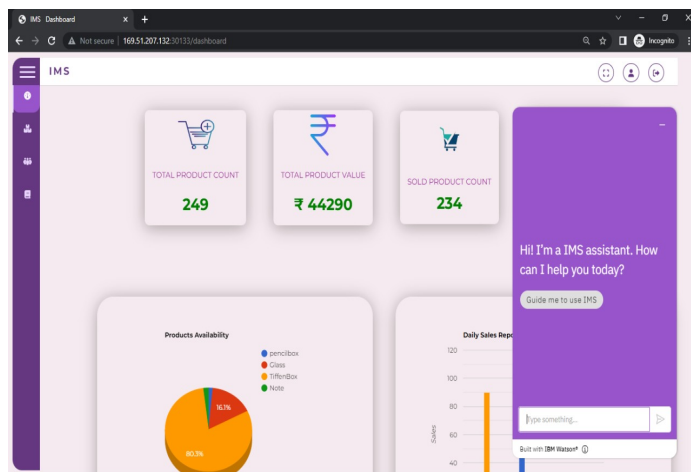 IMS Dashboard
Not secure | 169.51.207.132:30133/dashboard
Incognito
IMS
TOTAL PRODUCT COUNT
249
TOTAL PRODUCT VALUE
₹ 44290
SOLD PRODUCT COUNT
234
Hi! I'm a IMS assistant. How
can I help you today?
Guide me to use IMS
Type something...
Built with IBM Watson®
Products Availability
pencilbox
Glass
TiffenBox
Note
16.1%
80.3%
Daily Sales Repo
120
100
80
60
40
Sales